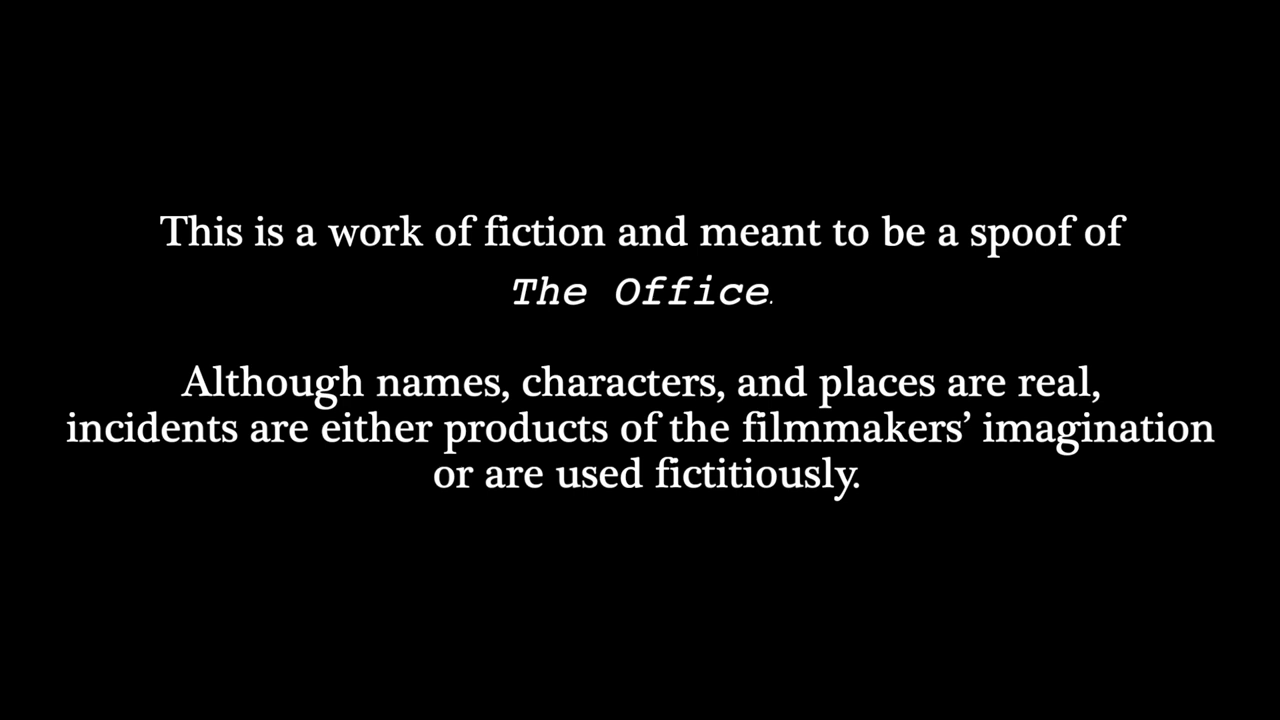 This is a work of fiction and meant to be a spoof of
The Office.
Although names, characters, and places are real,
incidents are either products of the filmmakers’ imagination
or are used fictitiously.